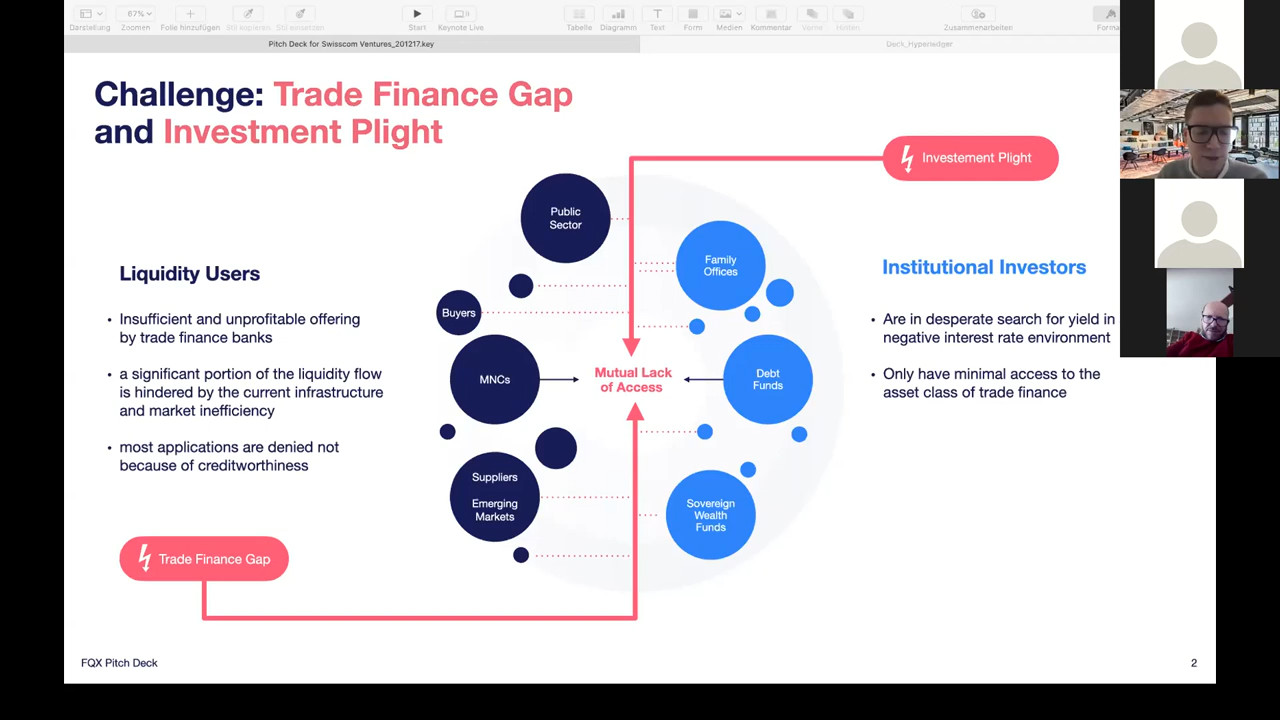 67%
Darstellung
Zoomen
Folie hinzufügen
Stil kopieren
Stil einsetzen
Start
Keynote Live
Tabelle
Diagramm
Text
Form
Medien
Kommentar
Vorne
Hinten
Zusammenarbeiten
Forma
Pitch Deck for Swisscom Ventures_201217.key
Deck_Hyperledger
Challenge: Trade Finance Gap
and Investment Plight
Investement Plight
Public
Sector
Family
Offices
Liquidity Users
Institutional Investors
Insufficient and unprofitable offering
by trade finance banks
a significant portion of the liquidity flow
is hindered by the current infrastructure
and market inefficiency
most applications are denied not
because of creditworthiness
Buyers
MNCs
Mutual Lack
of Access
Debt
Funds
Are in desperate search for yield in
negative interest rate environment
Only have minimal access to the
asset class of trade finance
Suppliers
Emerging
Markets
Sovereign
Wealth
Funds
Trade Finance Gap
FQX Pitch Deck
2